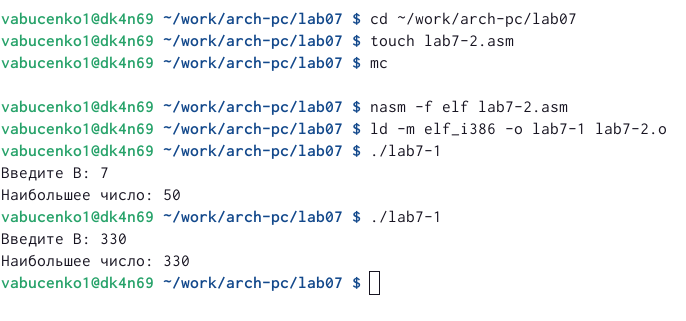 vabucenko1@dk4n69 ~/work/arch-pc/lab07 $ cd ~/work/arch-pc/lab07
vabucenko1@dk4n69 ~/work/arch-pc/lab07 $ touch lab7-2.asm
vabucenko1@dk4n69 ~/work/arch-pc/lab07 $ mc
vabucenko1@dk4n69 ~/work/arch-pc/lab07 $ nasm -f elf lab7-2.asm
vabucenko1@dk4n69 ~/work/arch-pc/lab07 $ ld -m elf_i386 -o lab7-1 lab7-2.o
vabucenko1@dk4n69 ~/work/arch-pc/lab07 $ ./lab7-1
Введите B: 7
Наибольшее число: 50
vabucenko1@dk4n69 ~/work/arch-pc/lab07 $ ./lab7-1
Введите B: 330
Наибольшее число: 330
vabucenko1@dk4n69 ~/work/arch-pc/lab07 $